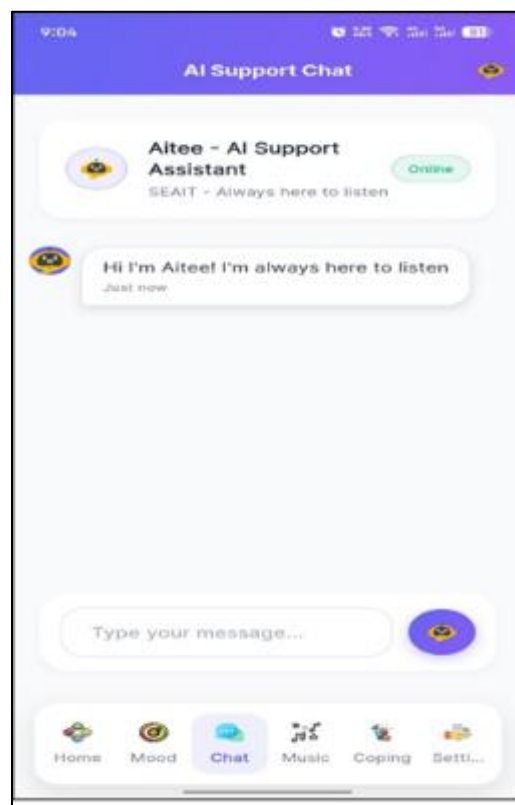 9:04
AI Support Chat
Aitee - AI Support
Assistant
Online
SEAIT - Always here to listen
Hi I'm Aitee! I'm always here to listen
Just now
Type your message...
Home
Mood
Chat
Music
Coping
Setti...